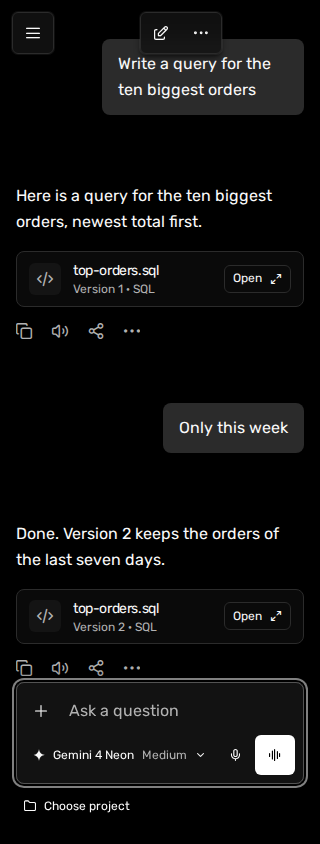 Write a query for the
ten biggest orders
Here is a query for the ten biggest
orders, newest total first.
top-orders.sql
Version 1 • SQL
Open
Only this week
Done. Version 2 keeps the orders of
the last seven days.
top-orders.sql
Version 2 • SQL
Open
Ask a question
Gemini 4 Neon Medium
Choose project